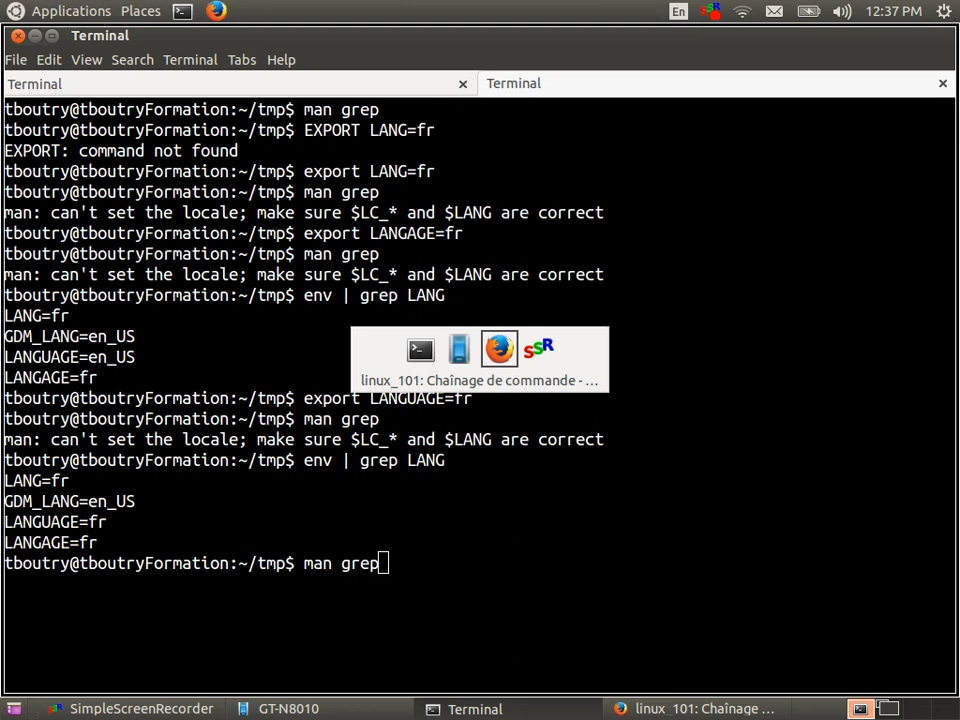 Applications Places En SSR 12:37 PM
Terminal
File Edit View Search Terminal Tabs Help
Terminal Terminal
tboutry@tboutryFormation:~/tmp$ man grep
tboutry@tboutryFormation:~/tmp$ EXPORT LANG=fr
EXPORT: command not found
tboutry@tboutryFormation:~/tmp$ export LANG=fr
tboutry@tboutryFormation:~/tmp$ man grep
man: can't set the locale; make sure $LC_* and $LANG are correct
tboutry@tboutryFormation:~/tmp$ export LANGAGE=fr
tboutry@tboutryFormation:~/tmp$ man grep
man: can't set the locale; make sure $LC_* and $LANG are correct
tboutry@tboutryFormation:~/tmp$ env | grep LANG
LANG=fr
GDM_LANG=en_US
LANGUAGE=en_US
LANGAGE=fr
SSR
linux_101: Chaînage de commande - ...
tboutry@tboutryFormation:~/tmp$ export LANGUAGE=fr
tboutry@tboutryFormation:~/tmp$ man grep
man: can't set the locale; make sure $LC_* and $LANG are correct
tboutry@tboutryFormation:~/tmp$ env | grep LANG
LANG=fr
GDM_LANG=en_US
LANGUAGE=fr
LANGAGE=fr
tboutry@tboutryFormation:~/tmp$ man grep
SimpleScreenRecorder GT-N8010 Terminal linux_101: Chaînage ...